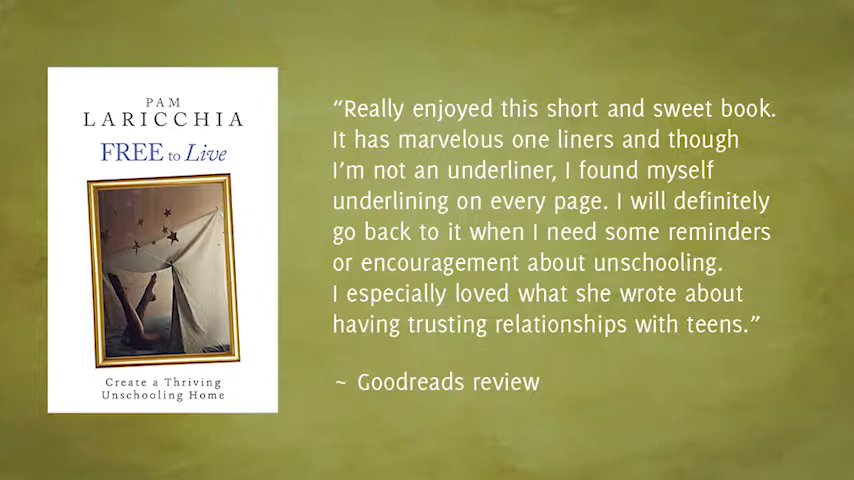 PAM
LARICCHIA
FREE to Live
Create a Thriving
Unschooling Home
“Really enjoyed this short and sweet book.
It has marvelous one liners and though
I’m not an underliner, I found myself
underlining on every page. I will definitely
go back to it when I need some reminders
or encouragement about unschooling.
I especially loved what she wrote about
having trusting relationships with teens.”
~ Goodreads review